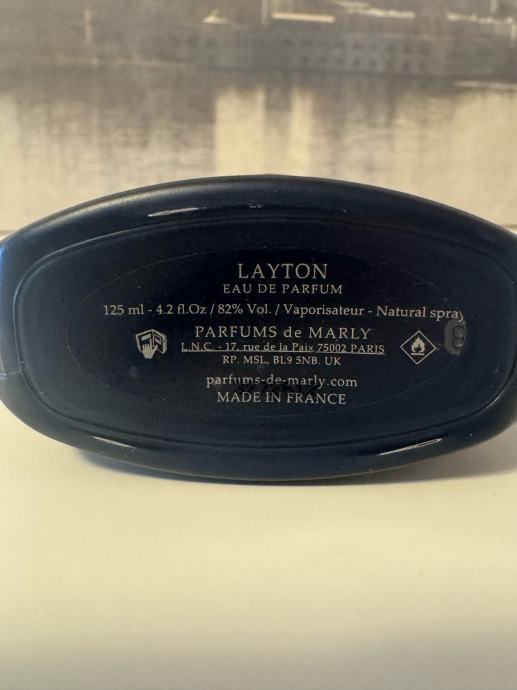 LAYTON
EAU DE PARFUM
125 ml - 4.2 fl.Oz / 82% Vol. / Vaporisateur - Natural spray
PARFUMS de MARLY
L.N.C. - 17, rue de la Paix 75002 PARIS
RP. MSL, BL9 5NB. UK
parfums-de-marly.com
MADE IN FRANCE